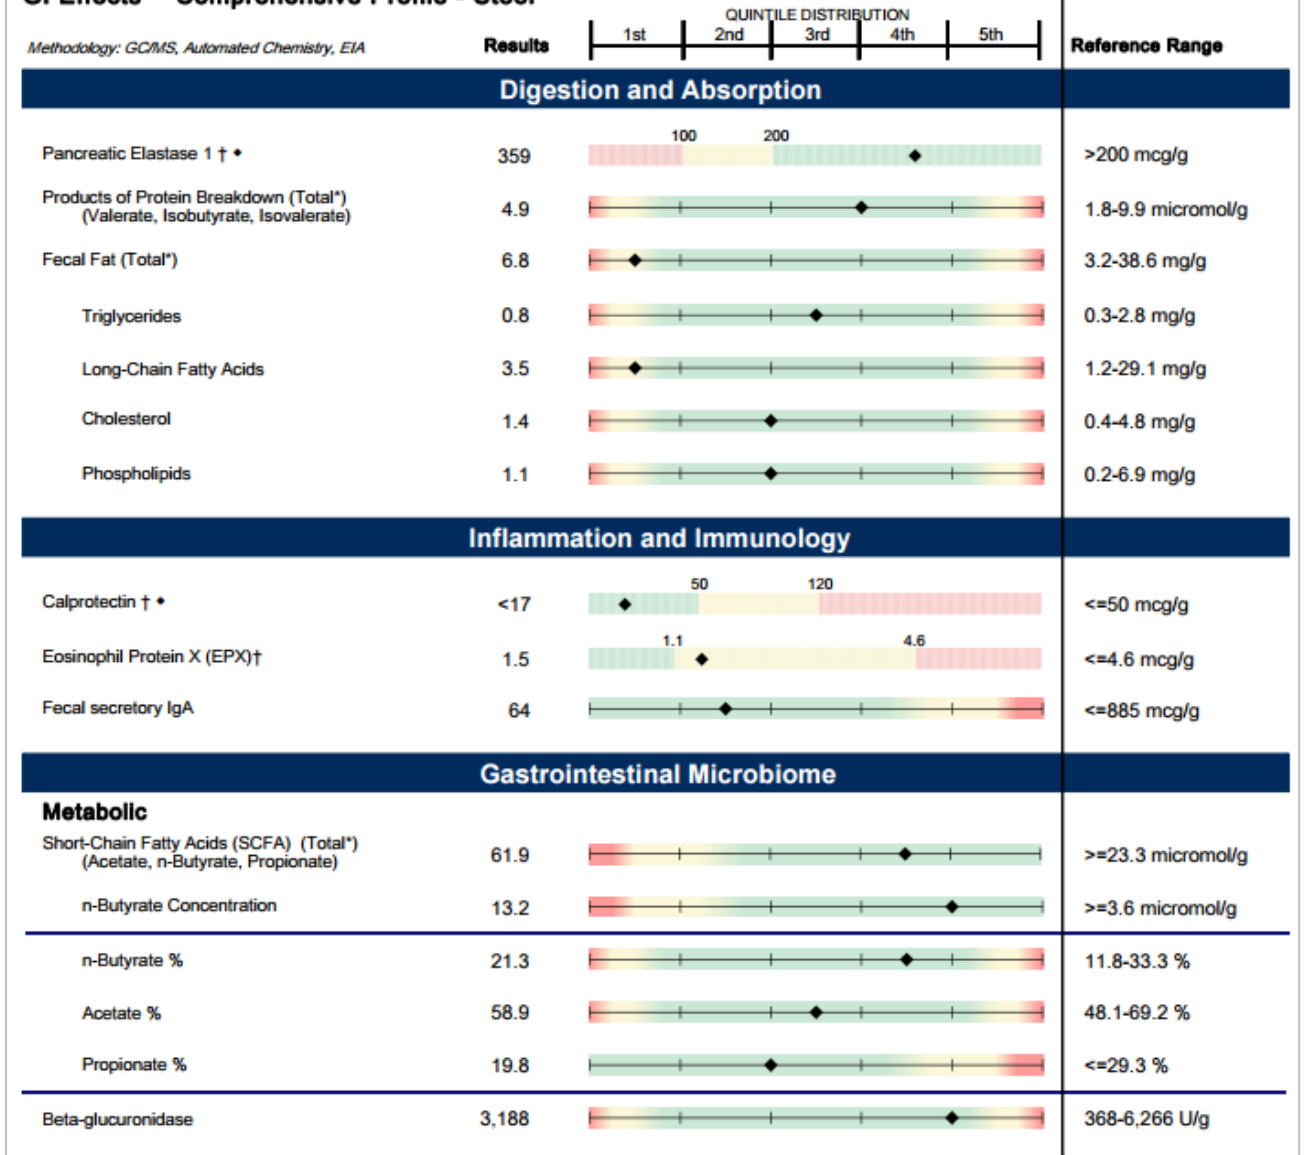 GI Effects Comprehensive Profile - Stool
QUINTILE DISTRIBUTION
Methodology: GC/MS, Automated Chemistry, EIA Results 1st 2nd 3rd 4th 5th Reference Range
Digestion and Absorption
100 200
Pancreatic Elastase 1 † ◆ 359 >200 mcg/g
Products of Protein Breakdown (Total*)
(Valerate, Isobutyrate, Isovalerate) 4.9 1.8-9.9 micromol/g
Fecal Fat (Total*) 6.8 3.2-38.6 mg/g
Triglycerides 0.8 0.3-2.8 mg/g
Long-Chain Fatty Acids 3.5 1.2-29.1 mg/g
Cholesterol 1.4 0.4-4.8 mg/g
Phospholipids 1.1 0.2-6.9 mg/g
Inflammation and Immunology
50 120
Calprotectin † ◆ <17 <=50 mcg/g
1.1 4.6
Eosinophil Protein X (EPX)† 1.5 <=4.6 mcg/g
Fecal secretory IgA 64 <=885 mcg/g
Gastrointestinal Microbiome
Metabolic
Short-Chain Fatty Acids (SCFA) (Total*)
(Acetate, n-Butyrate, Propionate) 61.9 >=23.3 micromol/g
n-Butyrate Concentration 13.2 >=3.6 micromol/g
n-Butyrate % 21.3 11.8-33.3 %
Acetate % 58.9 48.1-69.2 %
Propionate % 19.8 <=29.3 %
Beta-glucuronidase 3,188 368-6,266 U/g